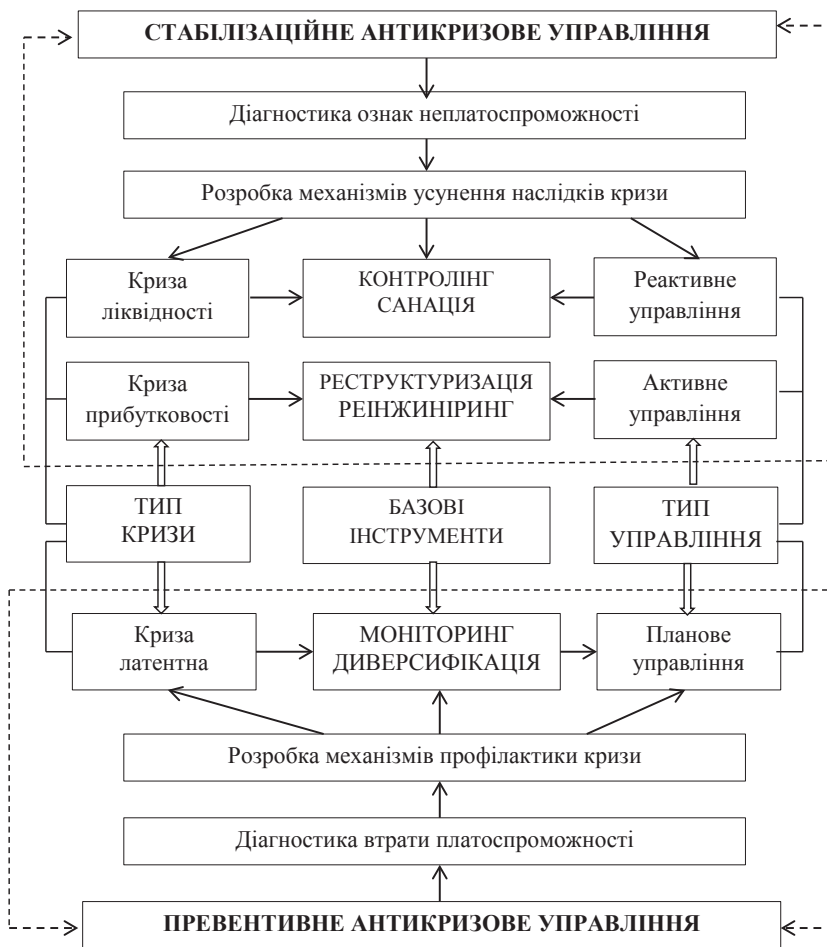 СТАБІЛІЗАЦІЙНЕ АНТИКРИЗОВЕ УПРАВЛІННЯ
Діагностика ознак неплатоспроможності
Розробка механізмів усунення наслідків кризи
Криза
ліквідності
КОНТРОЛІНГ
САНАЦІЯ
Реактивне
управління
Криза
прибутковості
РЕСТРУКТУРИЗАЦІЯ
РЕІНЖИНІРИНГ
Активне
управління
ТИП
КРИЗИ
БАЗОВІ
ІНСТРУМЕНТИ
ТИП
УПРАВЛІННЯ
Криза
латентна
МОНІТОРИНГ
ДИВЕРСИФІКАЦІЯ
Планове
управління
Розробка механізмів профілактики кризи
Діагностика втрати платоспроможності
ПРЕВЕНТИВНЕ АНТИКРИЗОВЕ УПРАВЛІННЯ